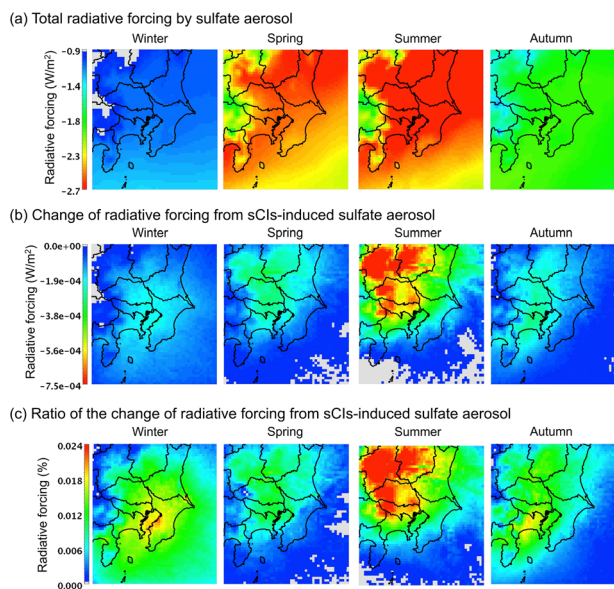 (a) Total radiative forcing by sulfate aerosol
Winter Spring Summer Autumn
Radiative forcing (W/m²)
−0.9
−1.4
−1.8
−2.3
−2.7
(b) Change of radiative forcing from sCIs-induced sulfate aerosol
Winter Spring Summer Autumn
Radiative forcing (W/m²)
0.0e+00
−1.9e−04
−3.8e−04
−5.6e−04
−7.5e−04
(c) Ratio of the change of radiative forcing from sCIs-induced sulfate aerosol
Winter Spring Summer Autumn
Radiative forcing (%)
0.024
0.018
0.012
0.006
0.000